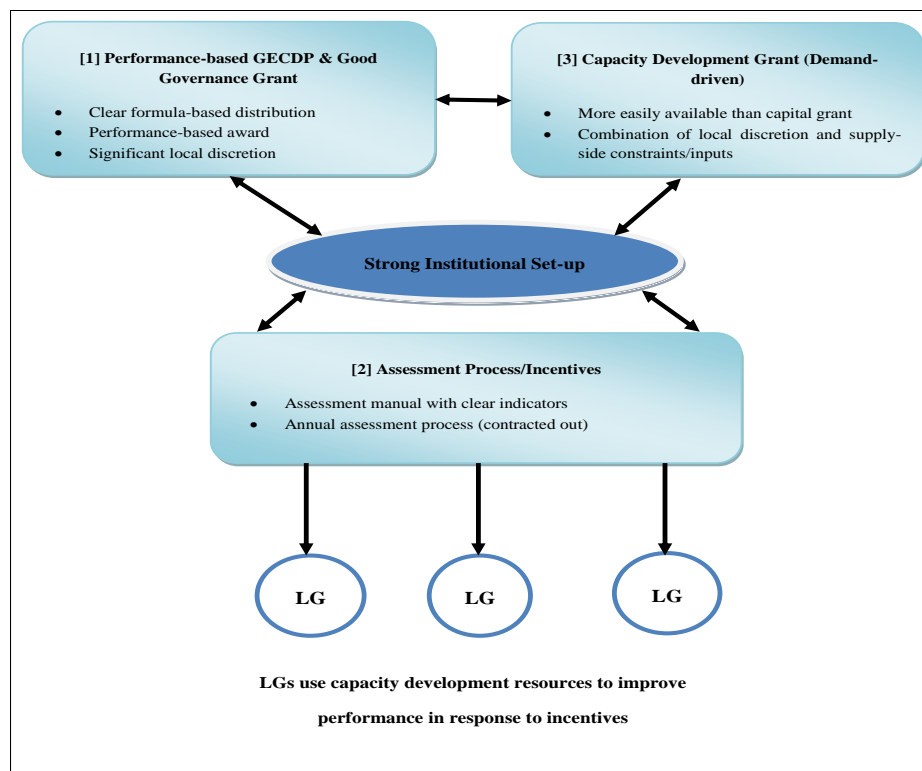 [1] Performance-based GECDP & Good
Governance Grant
• Clear formula-based distribution
• Performance-based award
• Significant local discretion
[3] Capacity Development Grant (Demand-
driven)
• More easily available than capital grant
• Combination of local discretion and supply-
side constraints/inputs
Strong Institutional Set-up
[2] Assessment Process/Incentives
• Assessment manual with clear indicators
• Annual assessment process (contracted out)
LG
LG
LG
LGs use capacity development resources to improve
performance in response to incentives